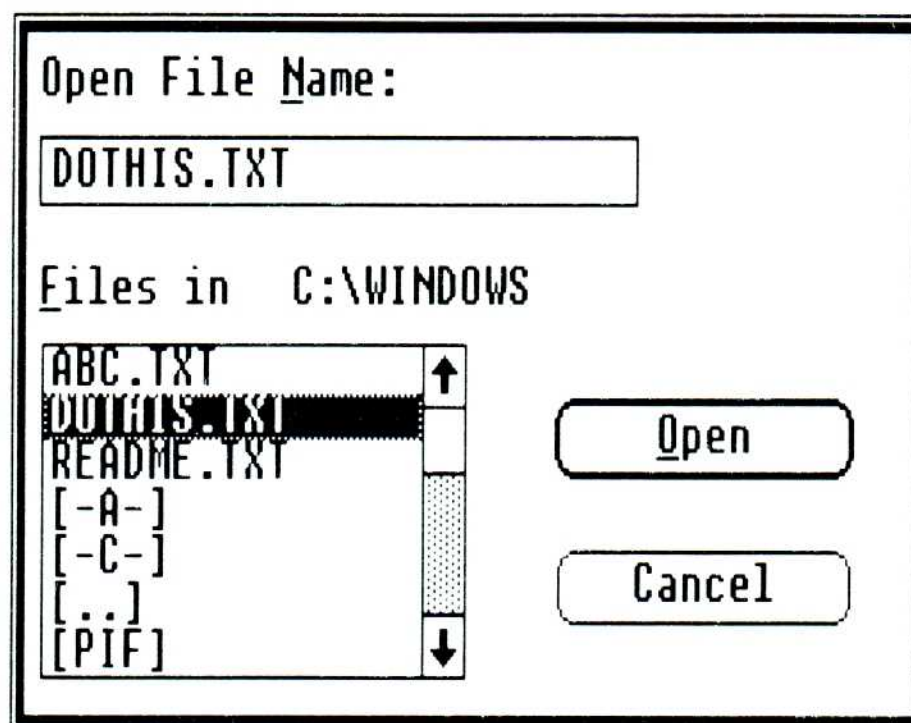 Open File Name:
DOTHIS.TXT
Files in C:\WINDOWS
ABC.TXT
DOTHIS.TXT
README.TXT
[-A-]
[-C-]
[..]
[PIF]
Open
Cancel